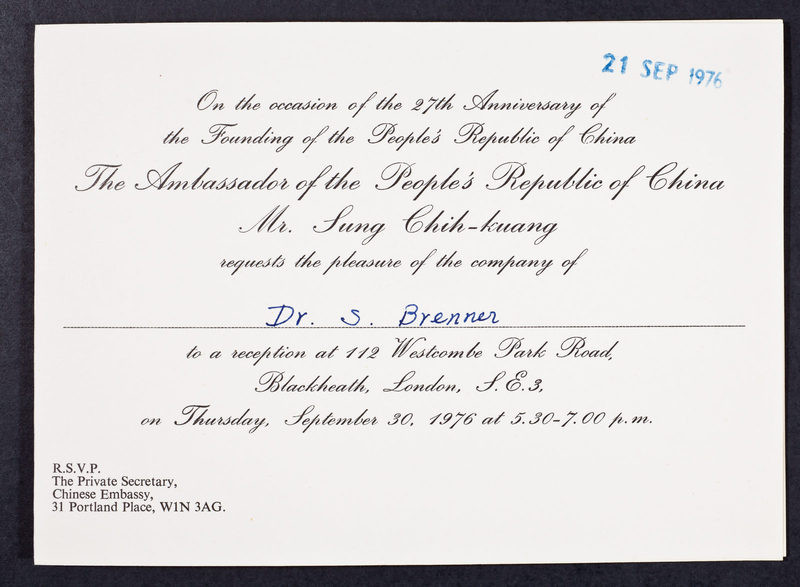 21 SEP 1976
On the occasion of the 27th Anniversary of
the Founding of the People's Republic of China
The Ambassador of the People's Republic of China
Mr. Sung Chih-kuang
requests the pleasure of the company of
Dr. S. Brenner
to a reception at 112 Westcombe Park Road,
Blackheath, London, S.E.3,
on Thursday, September 30, 1976 at 5.30-7.00 p.m.
R.S.V.P.
The Private Secretary,
Chinese Embassy,
31 Portland Place, W1N 3AG.